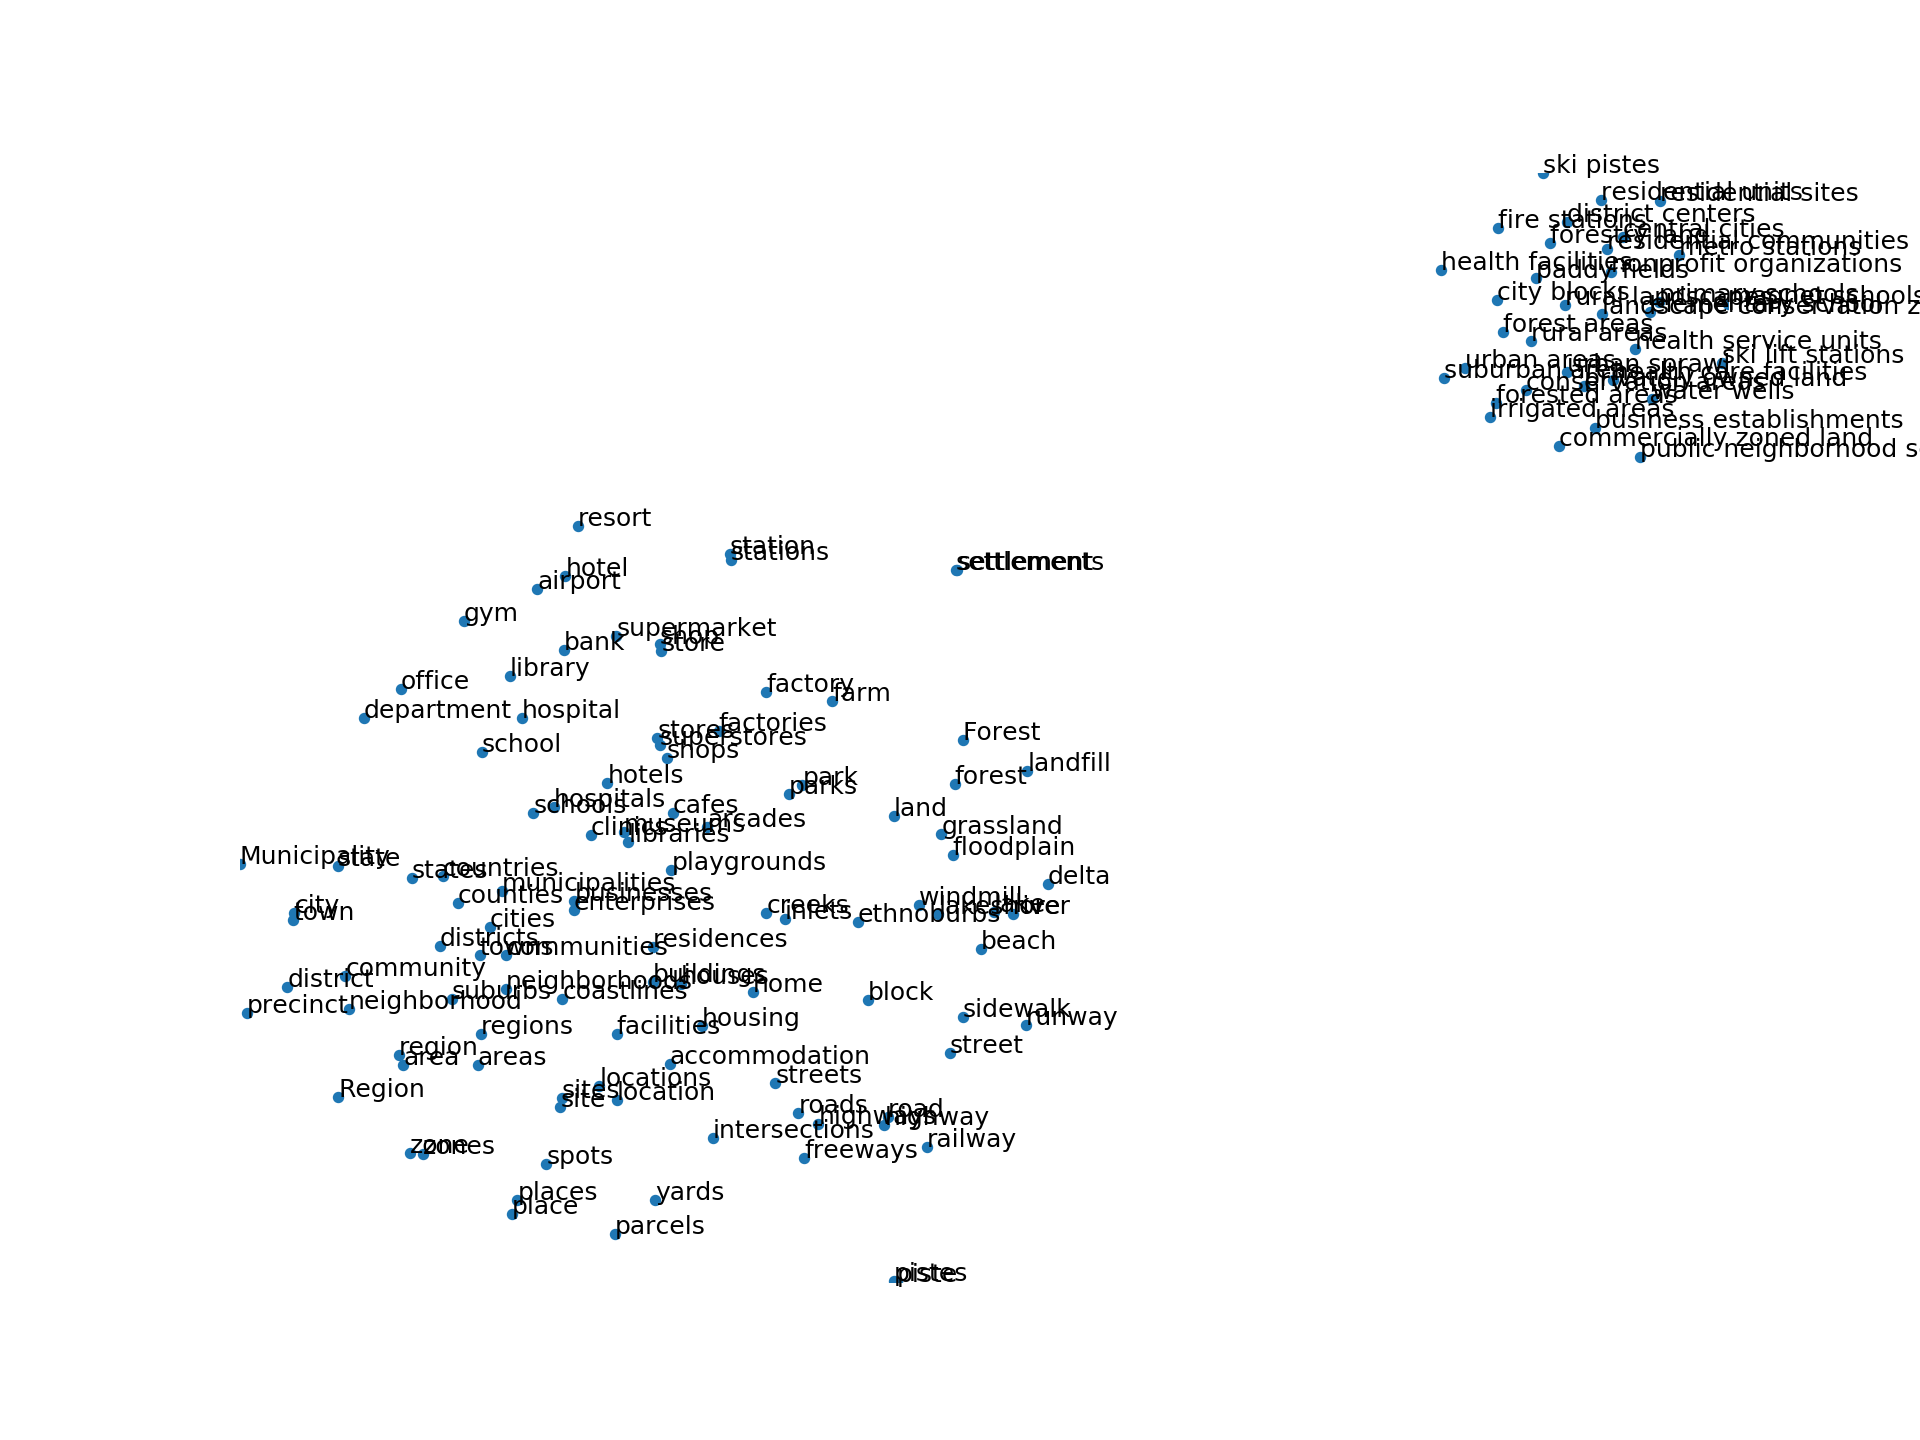 ski pistes
residential units
residential sites
district centers
fire stations
central cities
forestry land
residential communities
metro stations
health facilities
nonprofit organizations
paddy fields
city blocks
rural landscapes
primary schools
magnet schools
landscape conservation z
forest areas
rural areas
health service units
ski lift stations
urban areas
urban sprawl
suburban areas
health care facilities
privately owned land
conservation areas
water wells
forested areas
irrigated areas
business establishments
commercially zoned land
public neighborhood s
resort
station
stations
settlement
settlements
hotel
airport
gym
supermarket
shop
store
bank
library
office
factory
farm
department
hospital
factories
stores
superstores
Forest
school
shops
landfill
hotels
park
parks
forest
hospitals
schools
cafes
land
arcades
museums
clinics
libraries
grassland
floodplain
Municipality
state
playgrounds
states
countries
delta
municipalities
businesses
counties
enterprises
windmill
city
town
creeks
inlets
ethnoburbs
lakeshore
river
cities
districts
towns
communities
residences
beach
community
district
neighborhoods
buildings
houses
home
suburbs
coastlines
block
precinct
neighborhood
sidewalk
runway
housing
regions
facilities
street
region
area
areas
accommodation
locations
streets
Region
sites
site
location
roads
road
highways
highway
intersections
railway
zone
zones
freeways
spots
places
place
yards
parcels
pistes
piste